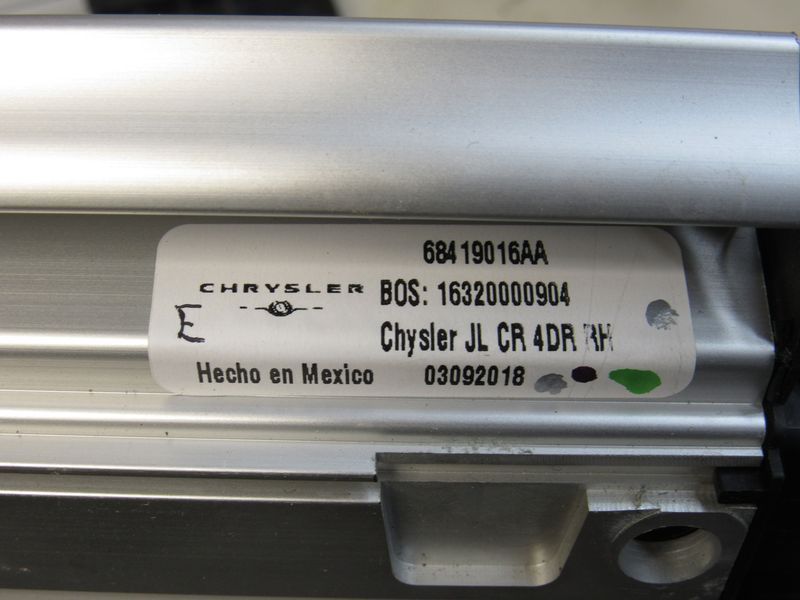 68419016AA
CHRYSLER BOS: 16320000904
E
Chysler JL CR 4DR RH
Hecho en Mexico 03092018